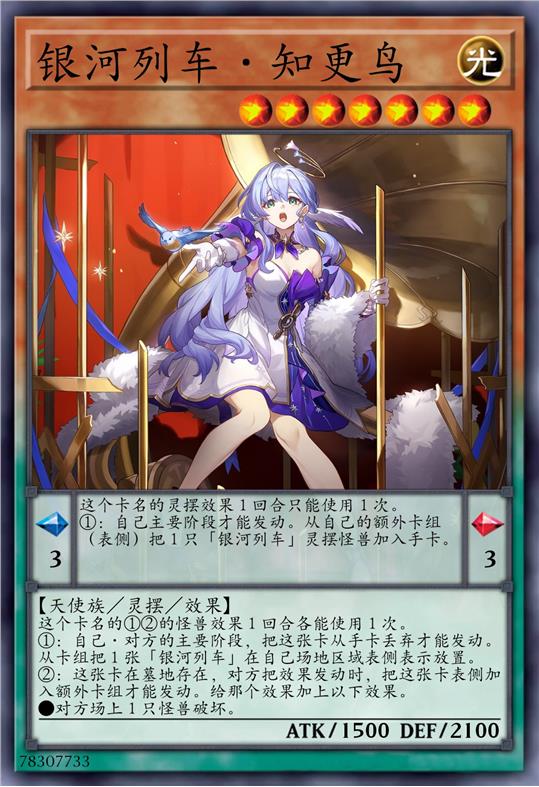 银河列车·知更鸟
光
这个卡名的灵摆效果1回合只能使用1次。
①：自己主要阶段才能发动。从自己的额外卡组
（表侧）把1只「银河列车」灵摆怪兽加入手卡。
3
3
【天使族／灵摆／效果】
这个卡名的①②的怪兽效果1回合各能使用1次。
①：自己·对方的主要阶段，把这张卡从手卡丢弃才能发动。
从卡组把1张「银河列车」在自己场地区域表侧表示放置。
②：这张卡在墓地存在，对方把效果发动时，把这张卡表侧加
入额外卡组才能发动。给那个效果加上以下效果。
●对方场上1只怪兽破坏。
ATK/1500 DEF/2100
78307733